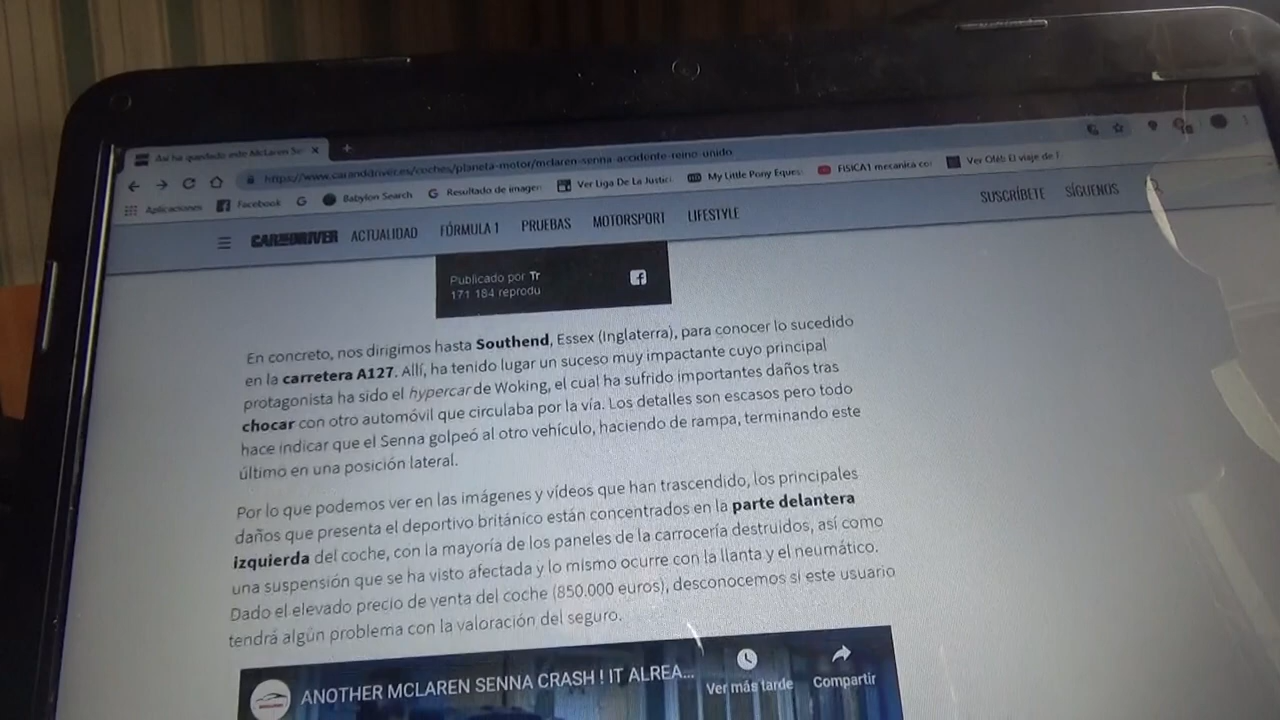 Así ha quedado este McLaren Se
https://www.caranddriver.es/coches/planeta-motor/mclaren-senna-accidente-reino-unido
Aplicaciones Facebook G Babylon Search G Resultado de imagen Ver Liga De La Justici My Little Pony Eques FISICA1 mecanica co Ver Olé: El viaje de
CAR AND DRIVER ACTUALIDAD FÓRMULA 1 PRUEBAS MOTORSPORT LIFESTYLE SUSCRÍBETE SÍGUENOS
Publicado por Tr
171 184 reprodu
En concreto, nos dirigimos hasta Southend, Essex (Inglaterra), para conocer lo sucedido
en la carretera A127. Allí, ha tenido lugar un suceso muy impactante cuyo principal
protagonista ha sido el hypercar de Woking, el cual ha sufrido importantes daños tras
chocar con otro automóvil que circulaba por la vía. Los detalles son escasos pero todo
hace indicar que el Senna golpeó al otro vehículo, haciendo de rampa, terminando este
último en una posición lateral.
Por lo que podemos ver en las imágenes y vídeos que han trascendido, los principales
daños que presenta el deportivo británico están concentrados en la parte delantera
izquierda del coche, con la mayoría de los paneles de la carrocería destruidos, así como
una suspensión que se ha visto afectada y lo mismo ocurre con la llanta y el neumático.
Dado el elevado precio de venta del coche (850.000 euros), desconocemos si este usuario
tendrá algún problema con la valoración del seguro.
ANOTHER MCLAREN SENNA CRASH ! IT ALREA... Ver más tarde Compartir